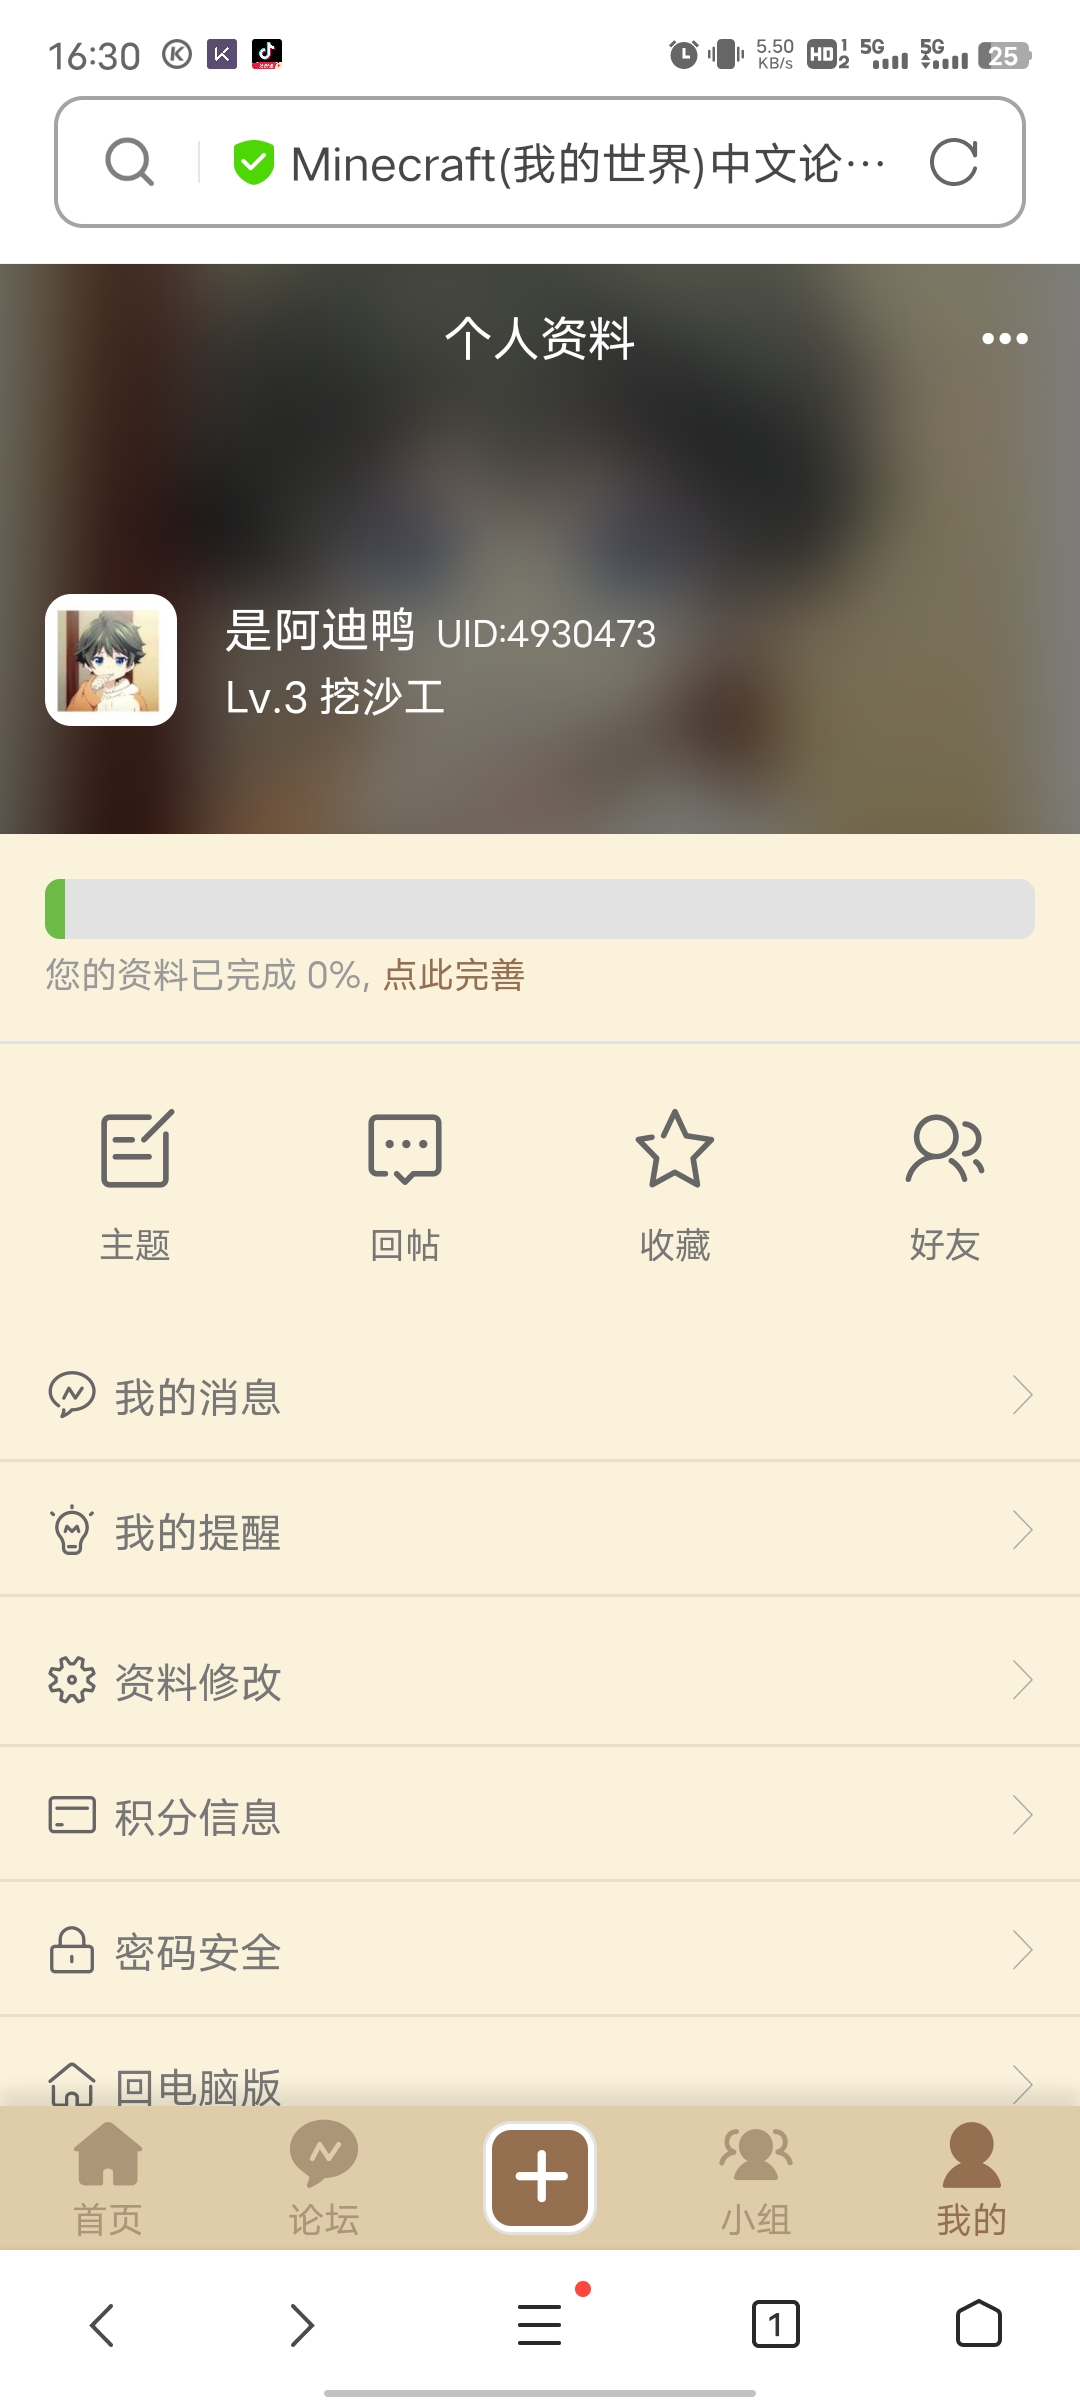 16:30
5.50 KB/s HD 1 2 5G 5G 25
Minecraft(我的世界)中文论…
个人资料
是阿迪鸭 UID:4930473
Lv.3 挖沙工
您的资料已完成 0%, 点此完善
主题 回帖 收藏 好友
我的消息
我的提醒
资料修改
积分信息
密码安全
回电脑版
首页 论坛 小组 我的
1